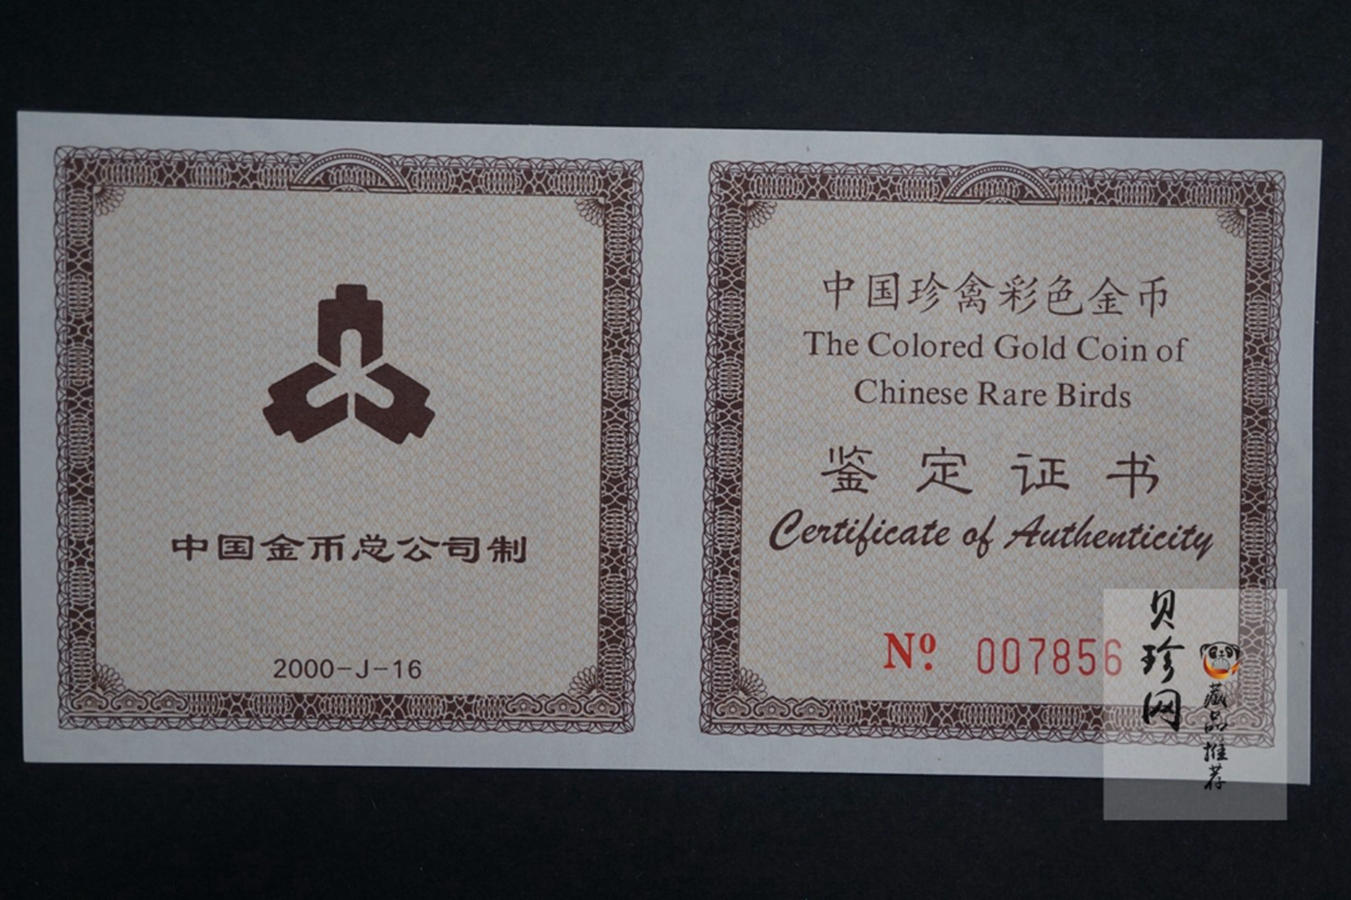 中国金币总公司制
2000-J-16
中国珍禽彩色金币
The Colored Gold Coin of
Chinese Rare Birds
鉴定证书
Certificate of Authenticity
Nº 007856
贝珍网
藏品推荐